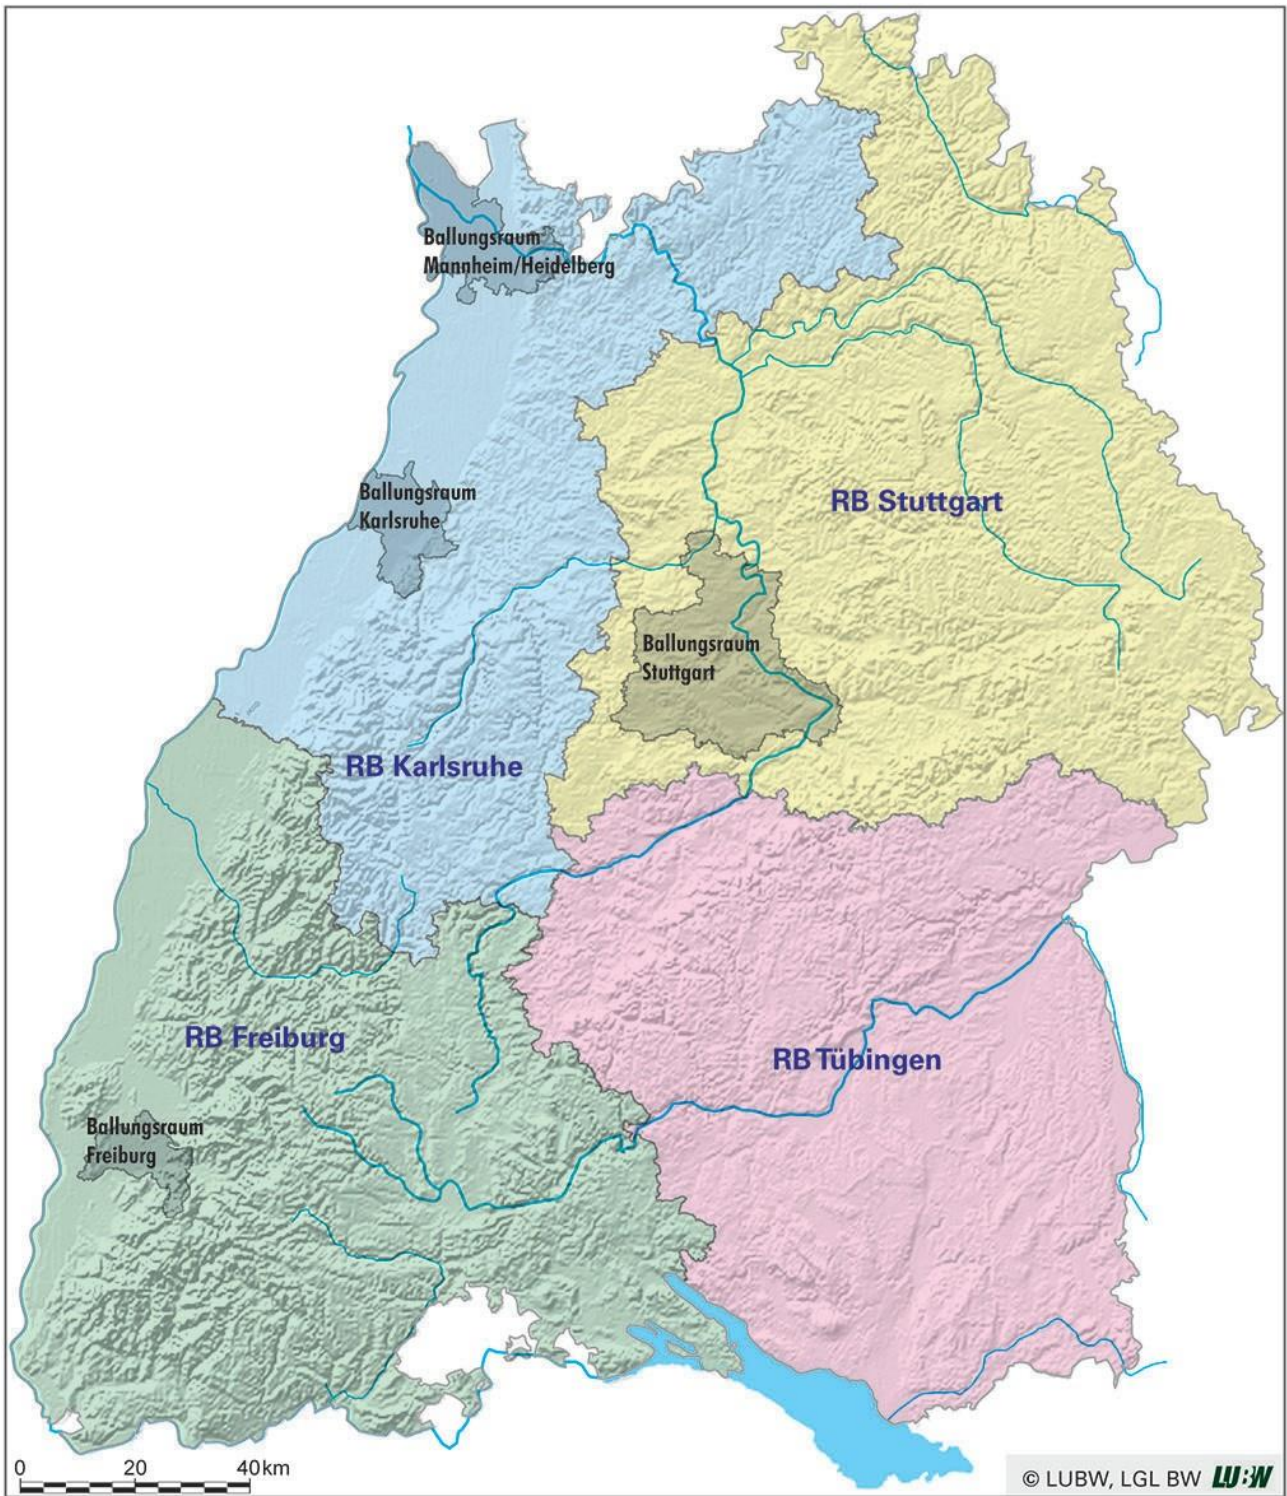 Ballungsraum
Mannheim/Heidelberg
Ballungsraum
Karlsruhe
RB Stuttgart
Ballungsraum
Stuttgart
RB Karlsruhe
RB Freiburg
RB Tübingen
Ballungsraum
Freiburg
0 20 40km
© LUBW, LGL BW LUBW